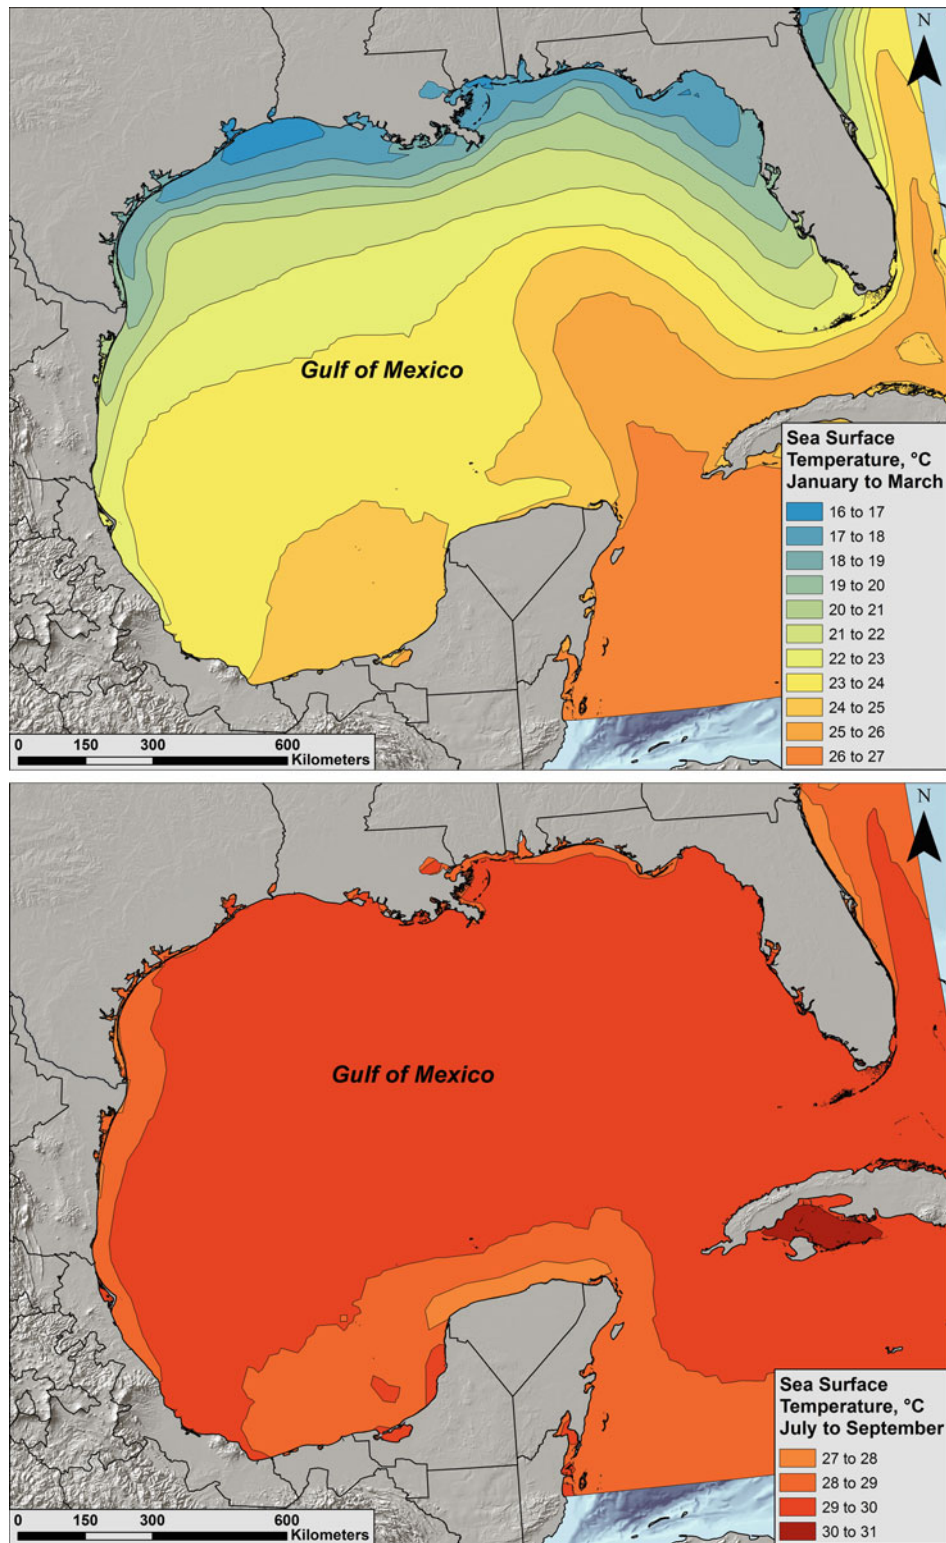 N
Gulf of Mexico
Sea Surface
Temperature, °C
January to March
16 to 17
17 to 18
18 to 19
19 to 20
20 to 21
21 to 22
22 to 23
23 to 24
24 to 25
25 to 26
26 to 27
0 150 300 600
Kilometers
N
Gulf of Mexico
Sea Surface
Temperature, °C
July to September
27 to 28
28 to 29
29 to 30
30 to 31
0 150 300 600
Kilometers